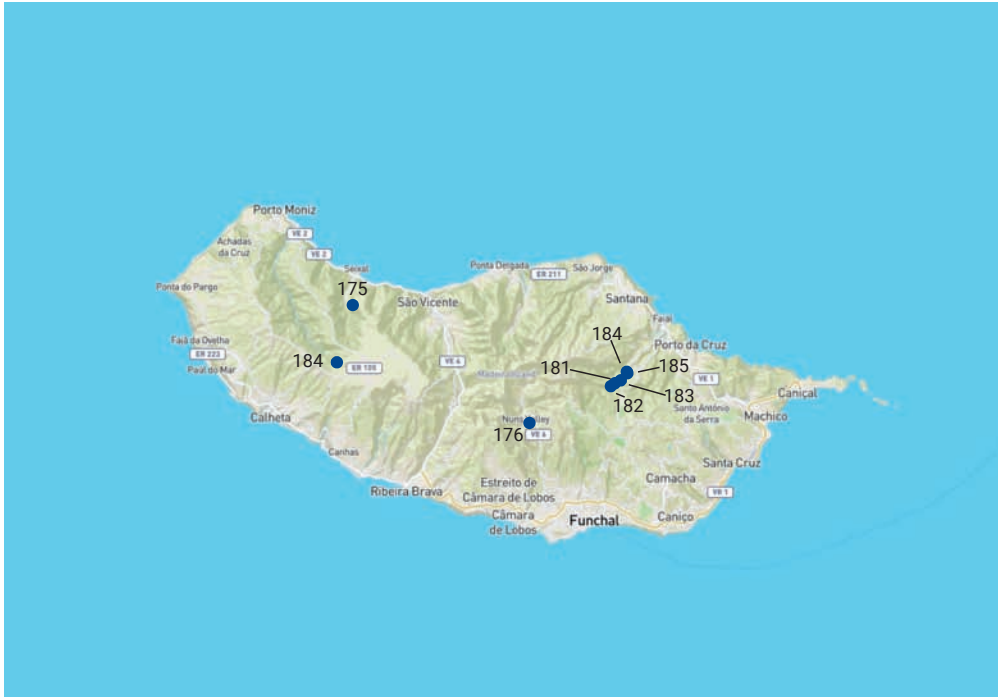 Porto Moniz
VE 2
Achadas
da Cruz
VE 2
Seixal
Ponta Delgada
São Jorge
ER 211
Ponta do Pargo
175
São Vicente
Santana
Faial
184
Porto da Cruz
Fajã da Ovelha
ER 223
Paul do Mar
184
ER 105
VE 4
Madeira Island
181
185
VE 1
183
182
Caniçal
Santo António
da Serra
Machico
Calheta
Nuns Valley
176
VE 6
Canhas
Santa Cruz
Camacha
Estreito de
Câmara de Lobos
Ribeira Brava
VR 1
Câmara
de Lobos
Funchal
Caniço